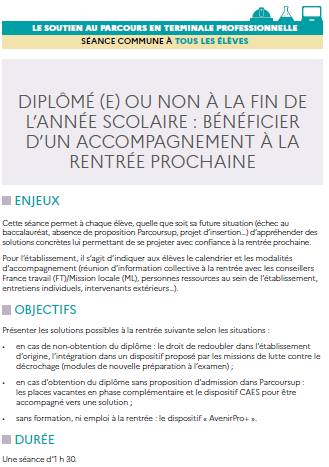 LE SOUTIEN AU PARCOURS EN TERMINALE PROFESSIONNELLE
SÉANCE COMMUNE À TOUS LES ÉLÈVES
DIPLÔMÉ (E) OU NON À LA FIN DE
L'ANNÉE SCOLAIRE : BÉNÉFICIER
D'UN ACCOMPAGNEMENT À LA
RENTRÉE PROCHAINE
ENJEUX
Cette séance permet à chaque élève, quelle que soit sa future situation (échec au
baccalauréat, absence de proposition Parcoursup, projet d'insertion...) d'appréhender des
solutions concrètes lui permettant de se projeter avec confiance à la rentrée prochaine.
Pour l'établissement, il s'agit d'indiquer aux élèves le calendrier et les modalités
d'accompagnement (réunion d'information collective à la rentrée avec les conseillers
France travail (FT)/Mission locale (ML), personnes ressources au sein de l'établissement,
entretiens individuels, intervenants extérieurs...).
OBJECTIFS
Présenter les solutions possibles à la rentrée suivante selon les situations :
• en cas de non-obtention du diplôme : le droit de redoubler dans l'établissement
d'origine, l'intégration dans un dispositif proposé par les missions de lutte contre le
décrochage (modules de nouvelle préparation à l'examen) ;
• en cas d'obtention du diplôme sans proposition d'admission dans Parcoursup :
les places vacantes en phase complémentaire et le dispositif CAES pour être
accompagné vers une solution ;
• sans formation, ni emploi à la rentrée : le dispositif « AvenirPro+ ».
DURÉE
Une séance d'1 h 30.